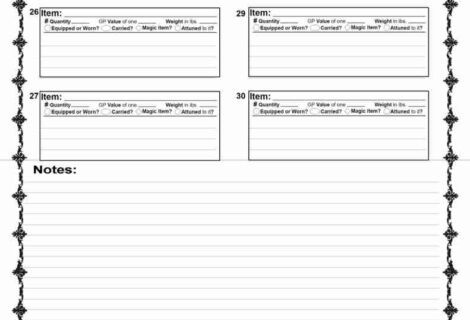 26 Item:
# Quantity GP Value of one Weight in lbs.
Equipped or Worn? Carried? Magic Item? Attuned to it?
29 Item:
# Quantity GP Value of one Weight in lbs
Equipped or Worn? Carried? Magic Item? Attuned to it?
27 Item:
# Quantity GP Value of one Weight in lbs.
Equipped or Worn? Carried? Magic Item? Attuned to it?
30 Item:
# Quantity GP Value of one Weight in lbs
Equipped or Worn? Carried? Magic Item? Attuned to it?
Notes: